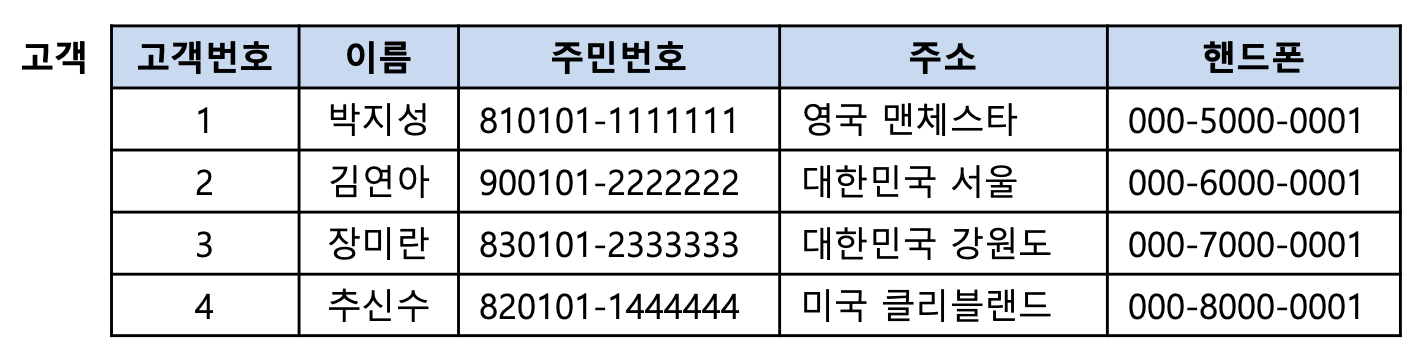 고객 고객번호 이름 주민번호 주소 핸드폰
1 박지성 810101-1111111 영국 맨체스타 000-5000-0001
2 김연아 900101-2222222 대한민국 서울 000-6000-0001
3 장미란 830101-2333333 대한민국 강원도 000-7000-0001
4 추신수 820101-1444444 미국 클리블랜드 000-8000-0001